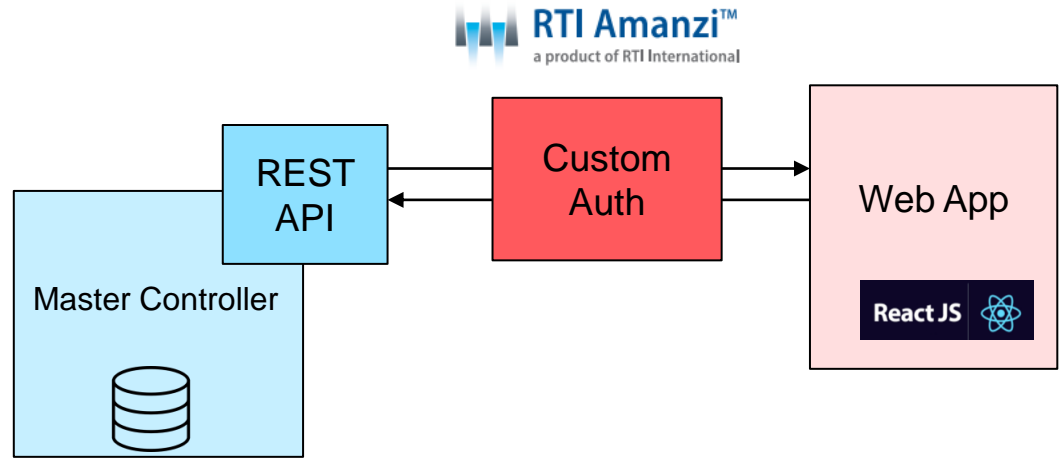 RTI Amanzi™
a product of RTI International
REST
API
Custom
Auth
Web App
Master Controller
React JS